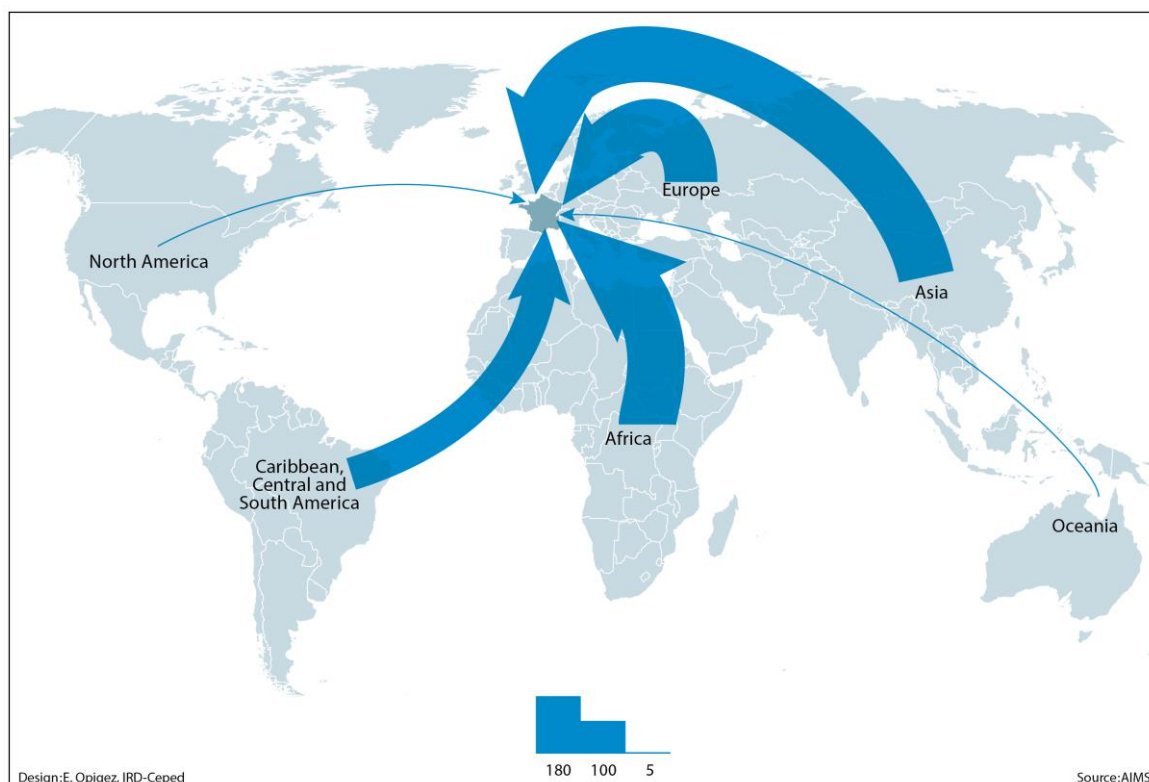 Europe
North America
Asia
Africa
Caribbean,
Central and
South America
Oceania
180 100 5
Design:E. Opigez, IRD-Ceped
Source:AIMS